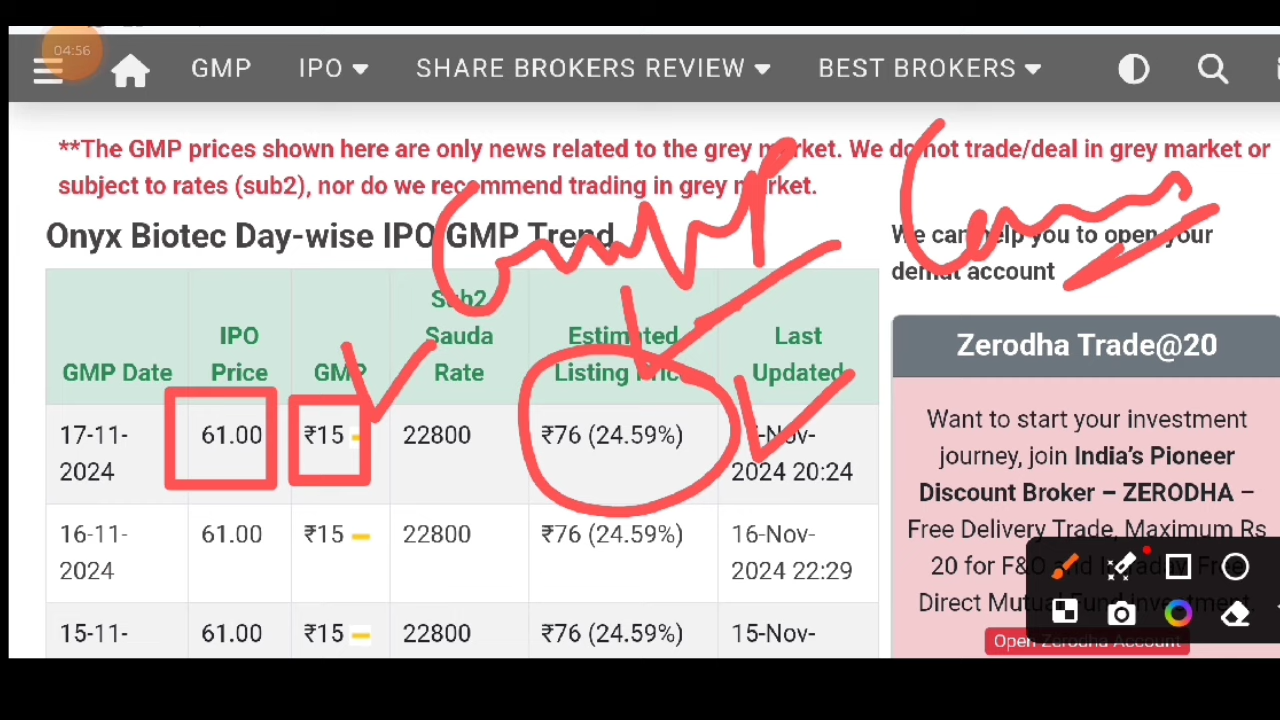 04:56
GMP IPO SHARE BROKERS REVIEW BEST BROKERS
**The GMP prices shown here are only news related to the grey market. We do not trade/deal in grey market or
subject to rates (sub2), nor do we recommend trading in grey market.
Onyx Biotec Day-wise IPO GMP Trend
GMP Date IPO Price GMP Sub2 Sauda Rate Estimated Listing Price Last Updated
17-11-2024 61.00 ₹15 22800 ₹76 (24.59%) -Nov-2024 20:24
16-11-2024 61.00 ₹15 22800 ₹76 (24.59%) 16-Nov-2024 22:29
15-11- 61.00 ₹15 22800 ₹76 (24.59%) 15-Nov-
GMP
We can help you to open your
demat account
Zerodha Trade@20
Want to start your investment
journey, join India's Pioneer
Discount Broker – ZERODHA –
Free Delivery Trade, Maximum Rs
20 for F&O and Intraday, Free
Direct Mutual Fund Investment.
Open Zerodha Account